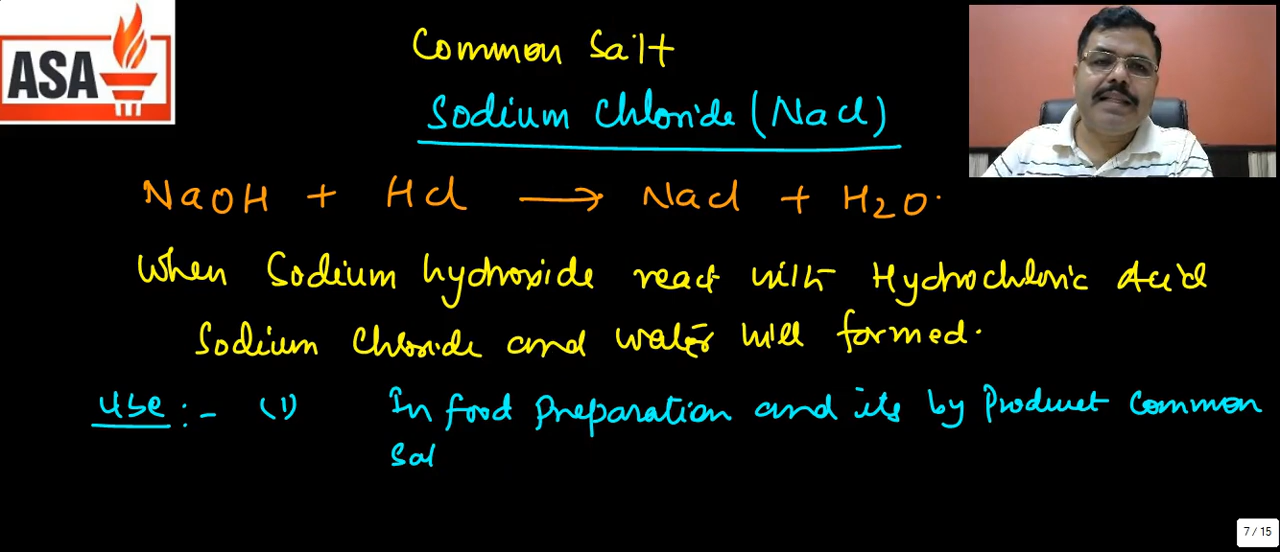 ASA
Common Salt
Sodium Chloride (NaCl)
NaOH + HCl → NaCl + H2O.
When Sodium hydroxide react with Hydrochloric Acid
Sodium Chloride and water will formed.
Use :- (1) In food preparation and its by product common
Sal
7 / 15